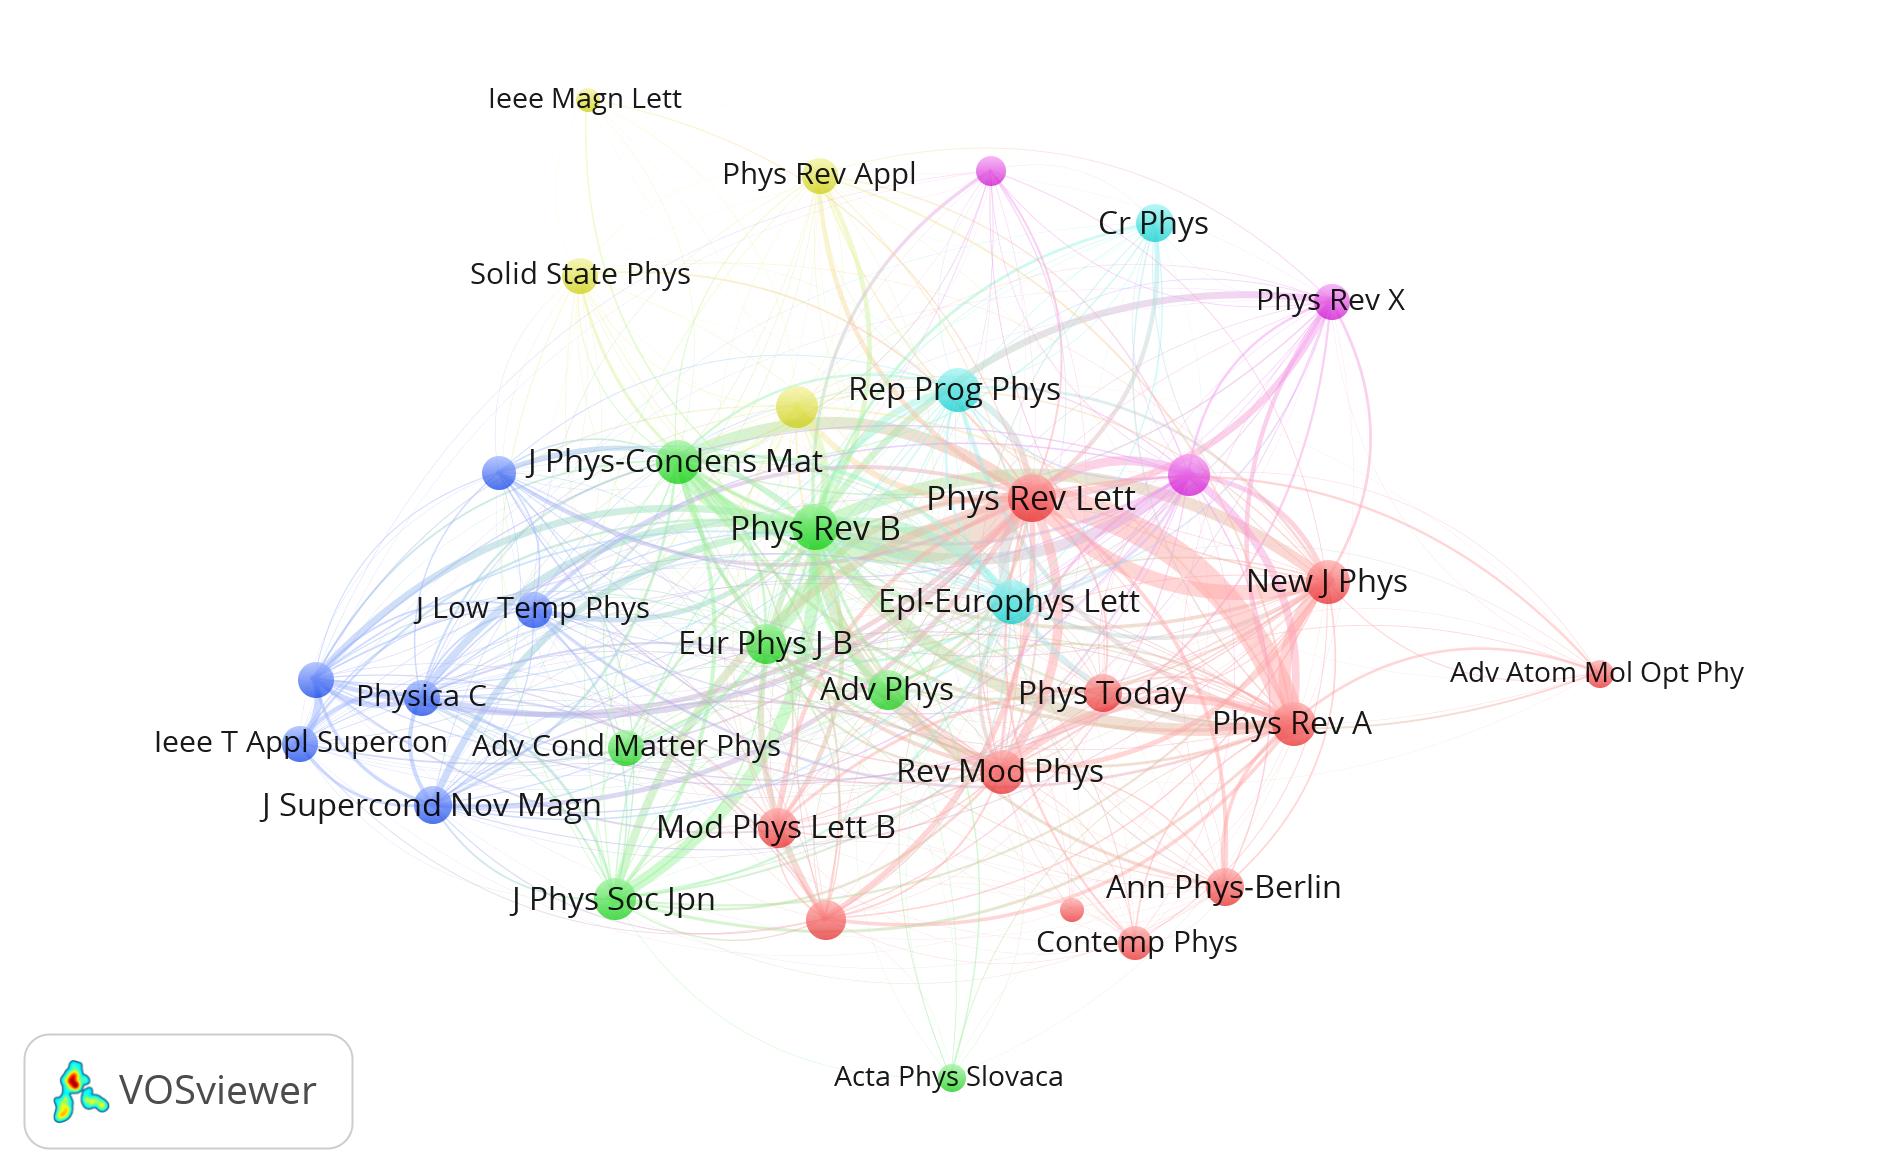 Ieee Magn Lett
Phys Rev Appl
Cr Phys
Solid State Phys
Phys Rev X
Rep Prog Phys
J Phys-Condens Mat
Phys Rev Lett
Phys Rev B
New J Phys
Epl-Europhys Lett
J Low Temp Phys
Eur Phys J B
Adv Atom Mol Opt Phy
Adv Phys
Phys Today
Physica C
Phys Rev A
Ieee T Appl Supercon
Adv Cond Matter Phys
Rev Mod Phys
J Supercond Nov Magn
Mod Phys Lett B
Ann Phys-Berlin
J Phys Soc Jpn
Contemp Phys
Acta Phys Slovaca
VOSviewer